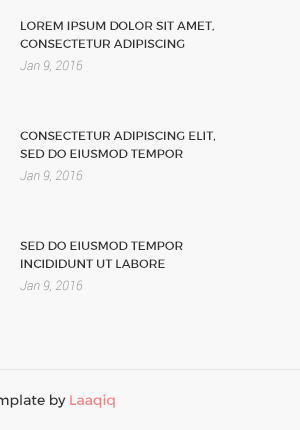 LOREM IPSUM DOLOR SIT AMET,
CONSECTETUR ADIPISCING
Jan 9, 2016
CONSECTETUR ADIPISCING ELIT,
SED DO EIUSMOD TEMPOR
Jan 9, 2016
SED DO EIUSMOD TEMPOR
INCIDIDUNT UT LABORE
Jan 9, 2016
mplate by Laaqiq